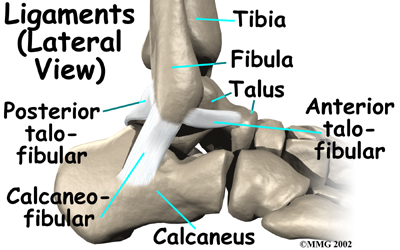 Ligaments
(Lateral
View)
Tibia
Fibula
Talus
Posterior
talo-
fibular
Anterior
talo-
fibular
Calcaneo-
fibular
Calcaneus
©MMG 2002